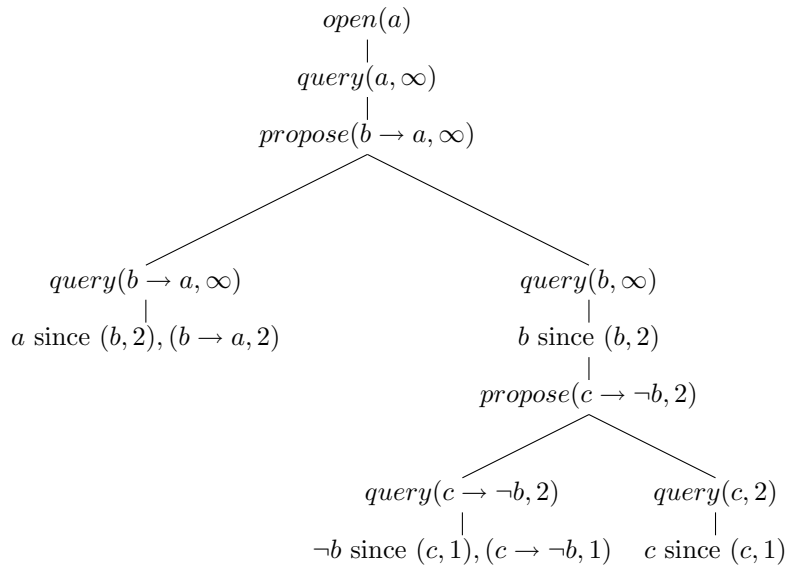 open(a)
query(a, ∞)
propose(b → a, ∞)
query(b → a, ∞)
query(b, ∞)
a since (b, 2), (b → a, 2)
b since (b, 2)
propose(c → ¬b, 2)
query(c → ¬b, 2)
query(c, 2)
¬b since (c, 1), (c → ¬b, 1)
c since (c, 1)